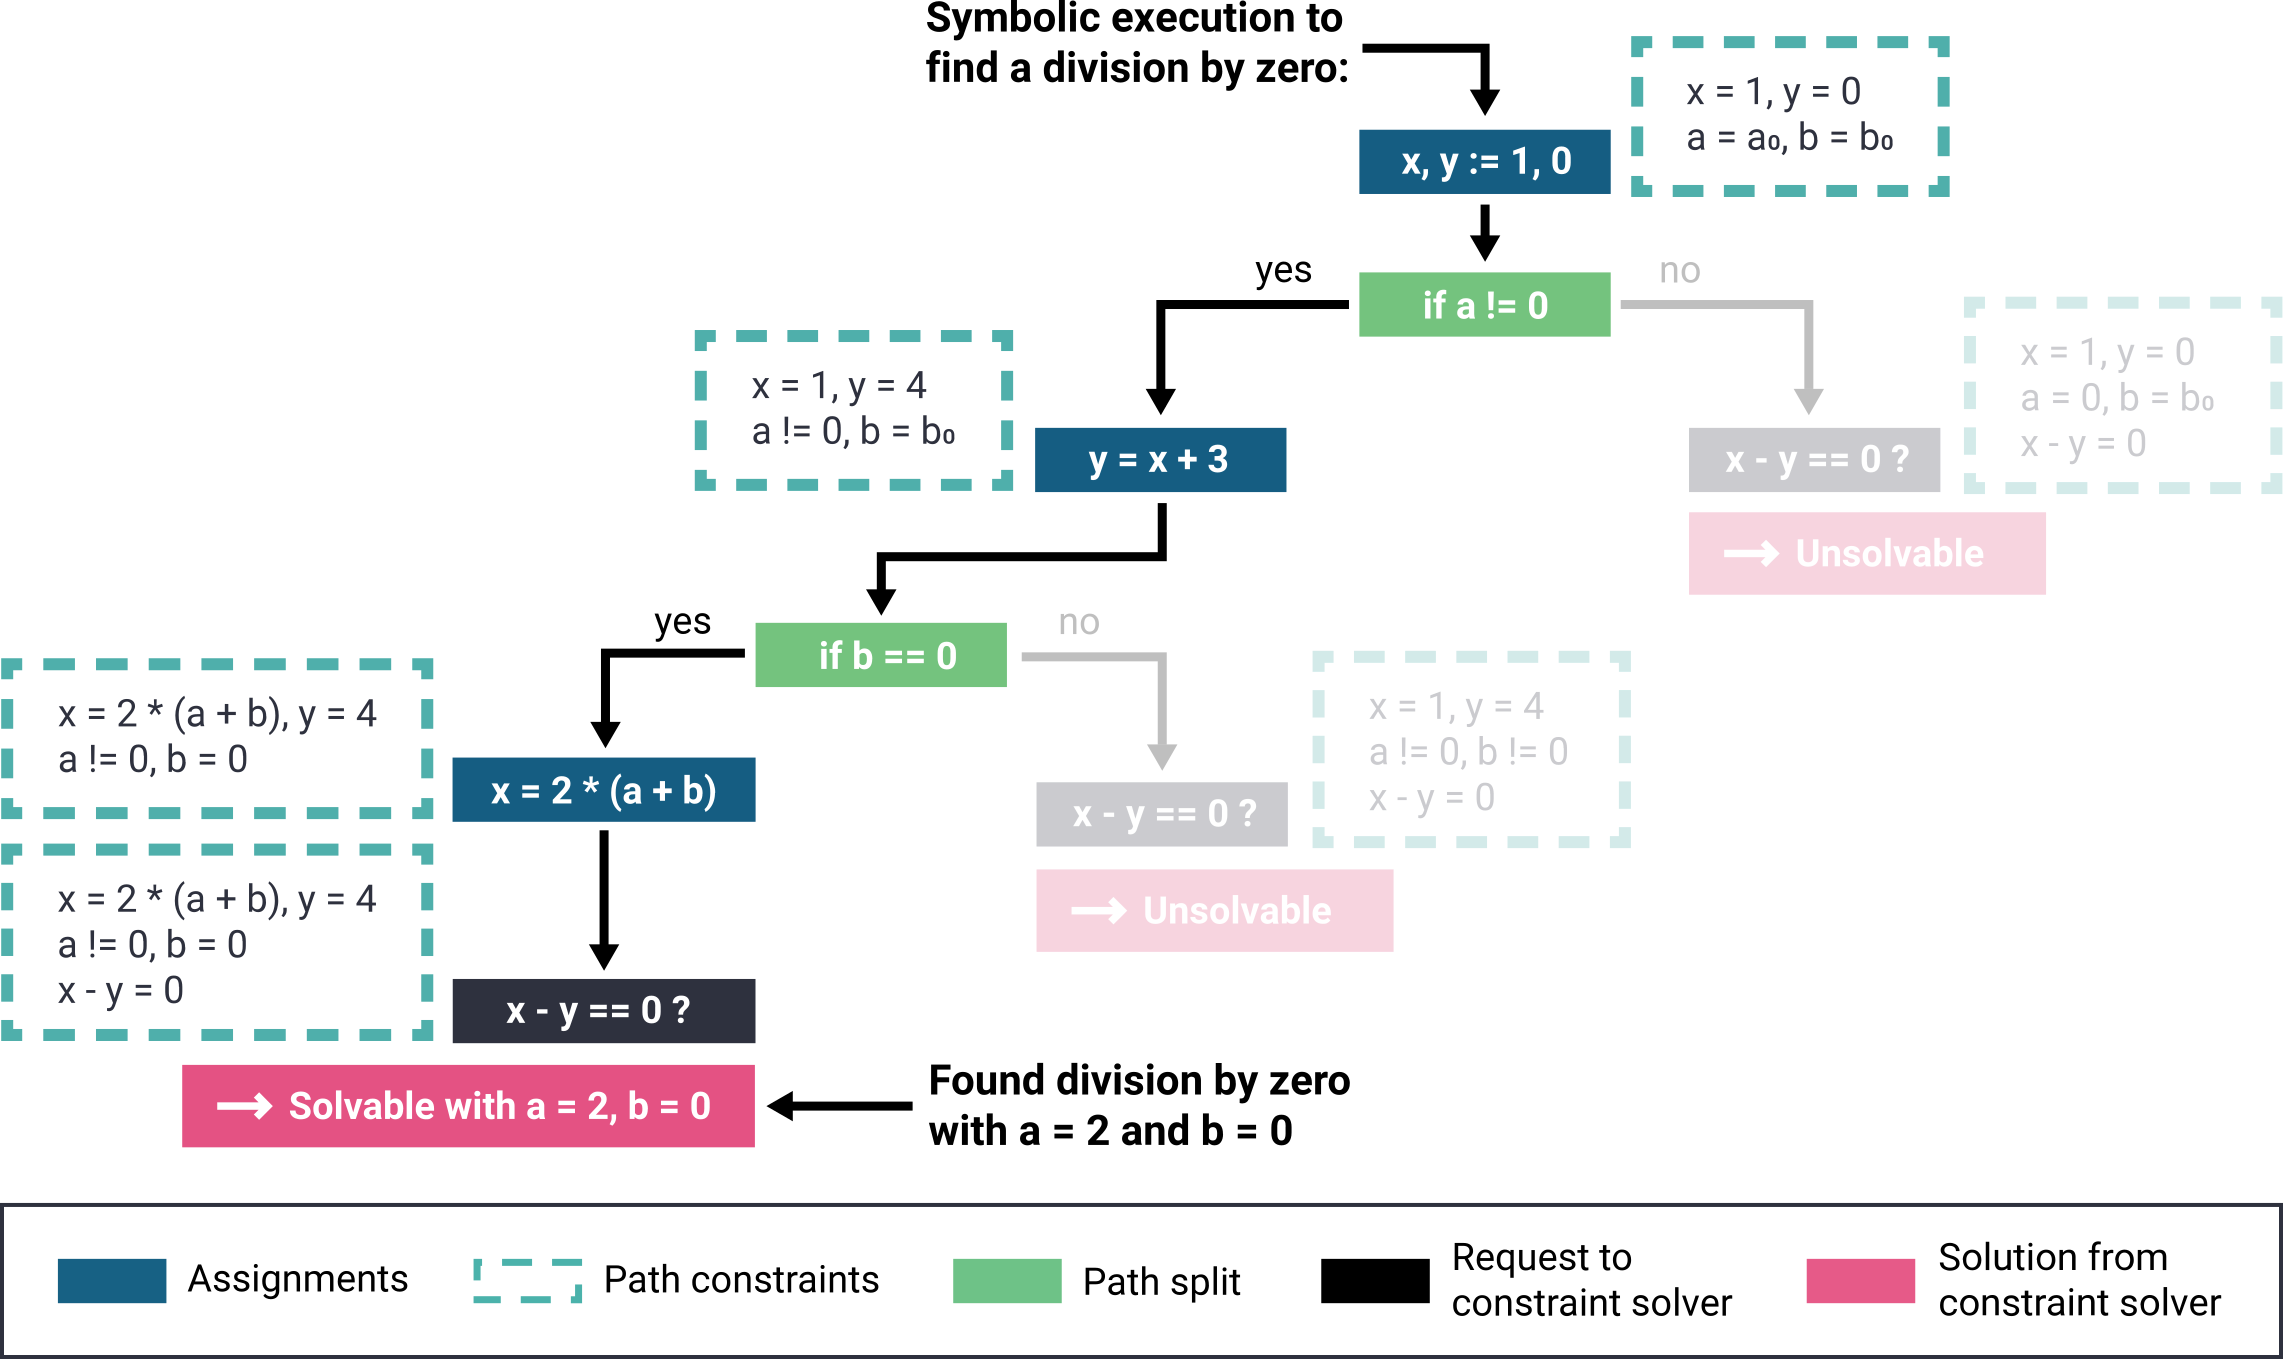 Symbolic execution to
find a division by zero:
x = 1, y = 0
a = a₀, b = b₀
x, y := 1, 0
yes
if a != 0
no
x = 1, y = 4
a != 0, b = b₀
y = x + 3
x = 1, y = 0
a = 0, b = b₀
x - y = 0
x - y == 0 ?
→ Unsolvable
yes
if b == 0
no
x = 2 * (a + b), y = 4
a != 0, b = 0
x = 2 * (a + b)
x = 1, y = 4
a != 0, b != 0
x - y = 0
x - y == 0 ?
→ Unsolvable
x = 2 * (a + b), y = 4
a != 0, b = 0
x - y = 0
x - y == 0 ?
→ Solvable with a = 2, b = 0
Found division by zero
with a = 2 and b = 0
Assignments
Path constraints
Path split
Request to
constraint solver
Solution from
constraint solver